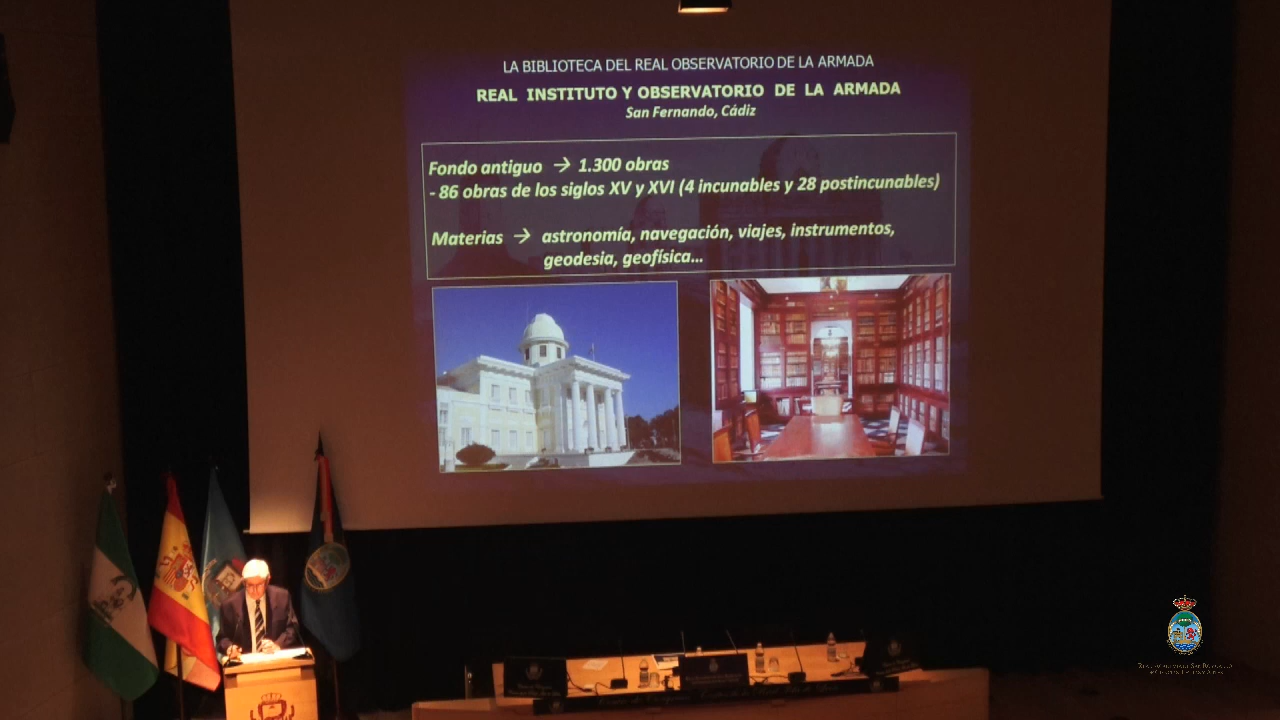 LA BIBLIOTECA DEL REAL OBSERVATORIO DE LA ARMADA
REAL INSTITUTO Y OBSERVATORIO DE LA ARMADA
San Fernando, Cádiz
Fondo antiguo → 1.300 obras
- 86 obras de los siglos XV y XVI (4 incunables y 28 postincunables)
Materias → astronomía, navegación, viajes, instrumentos,
geodesia, geofísica...